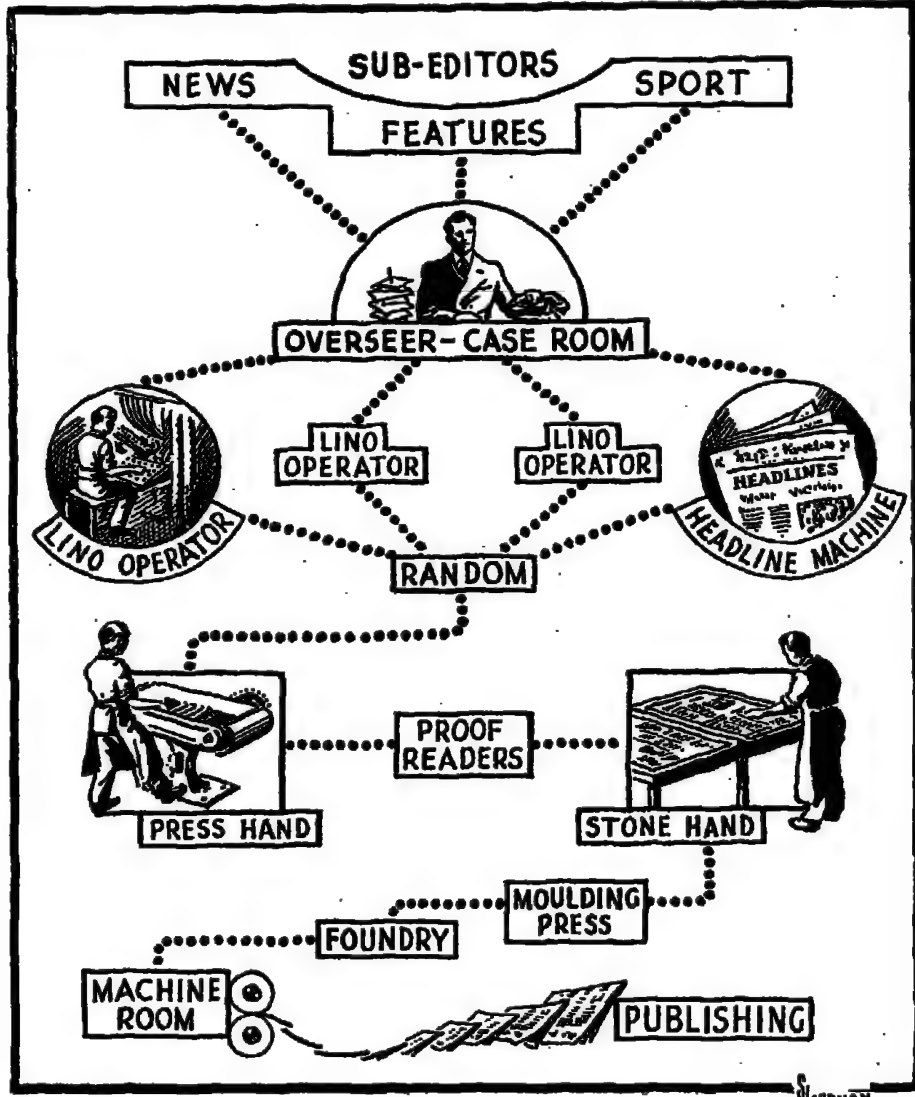 SUB-EDITORS
NEWS
SPORT
FEATURES
OVERSEER-CASE ROOM
LINO
OPERATOR
LINO
OPERATOR
HEADLINES
LINO OPERATOR
HEADLINE MACHINE
RANDOM
PROOF
READERS
PRESS HAND
STONE HAND
MOULDING
PRESS
FOUNDRY
MACHINE
ROOM
PUBLISHING